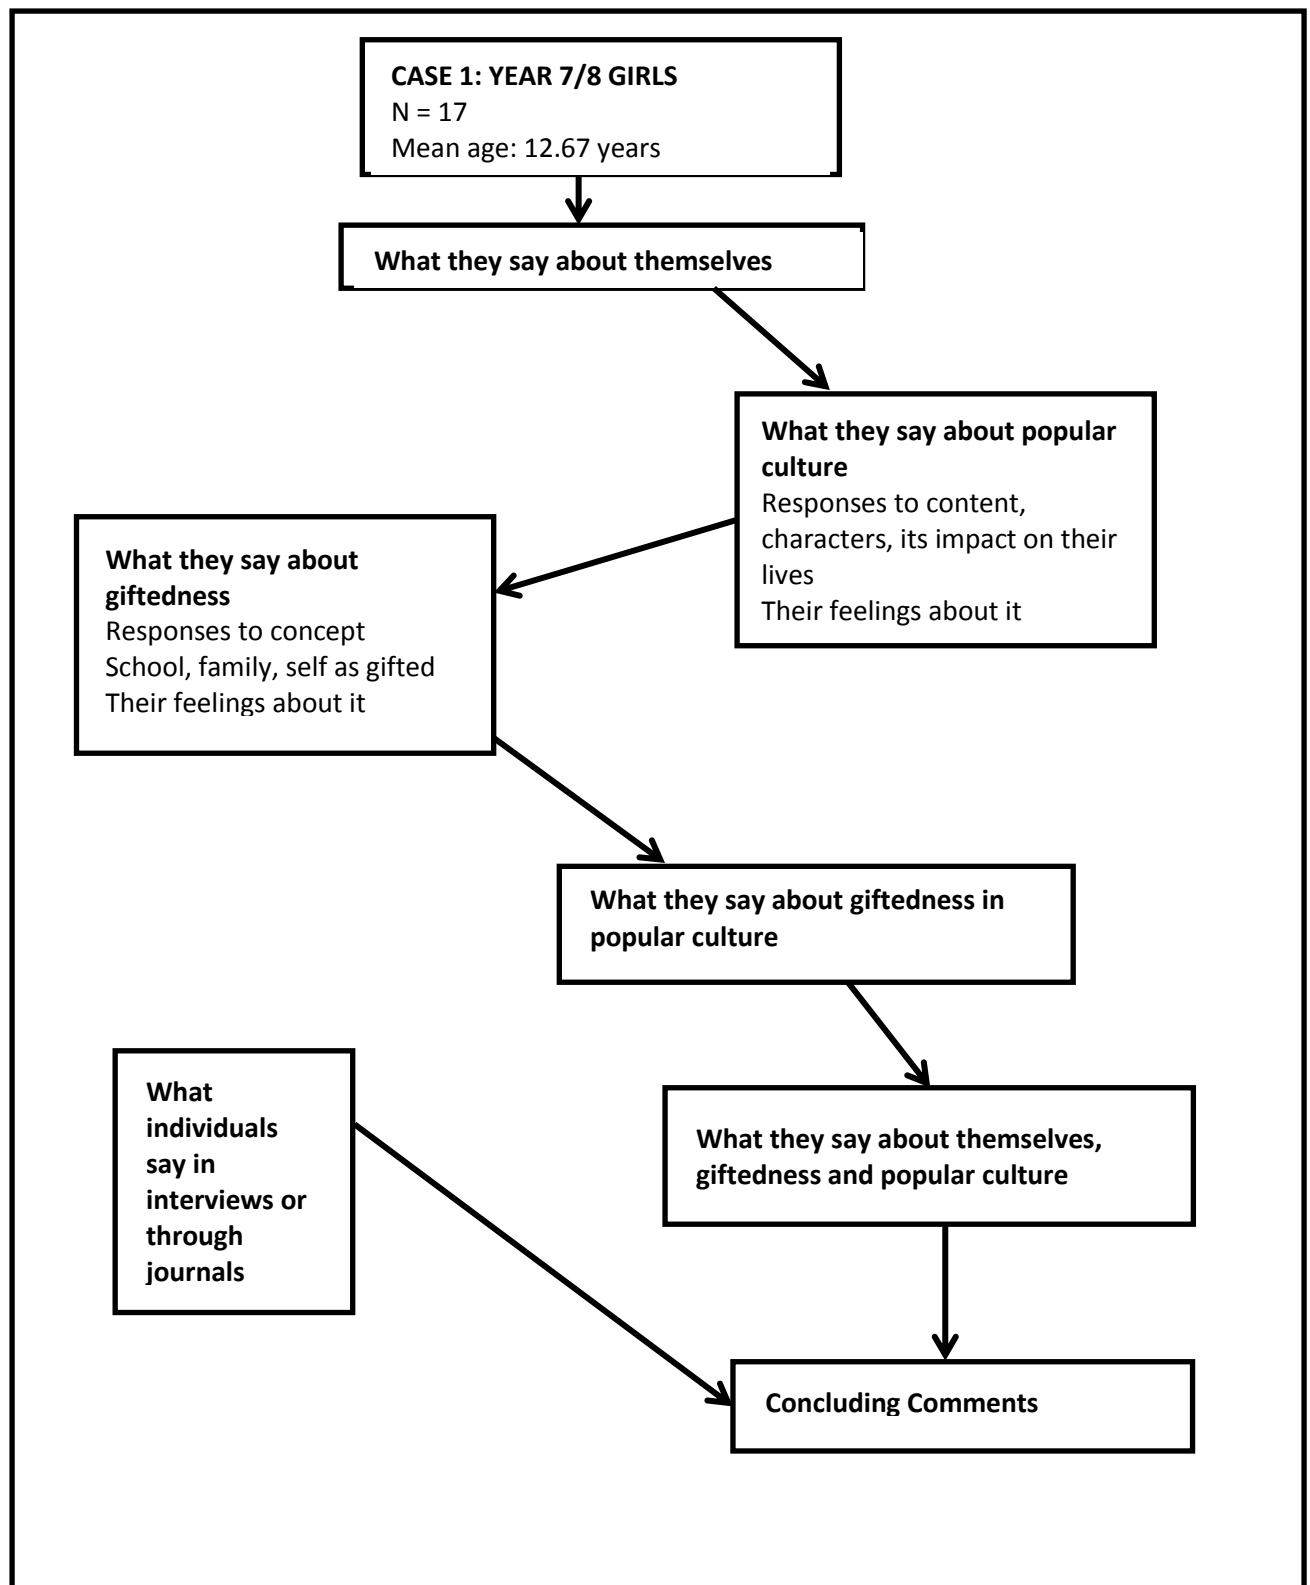 CASE 1: YEAR 7/8 GIRLS
N = 17
Mean age: 12.67 years
What they say about themselves
What they say about popular
culture
Responses to content,
characters, its impact on their
lives
Their feelings about it
What they say about
giftedness
Responses to concept
School, family, self as gifted
Their feelings about it
What they say about giftedness in
popular culture
What
individuals
say in
interviews or
through
journals
What they say about themselves,
giftedness and popular culture
Concluding Comments